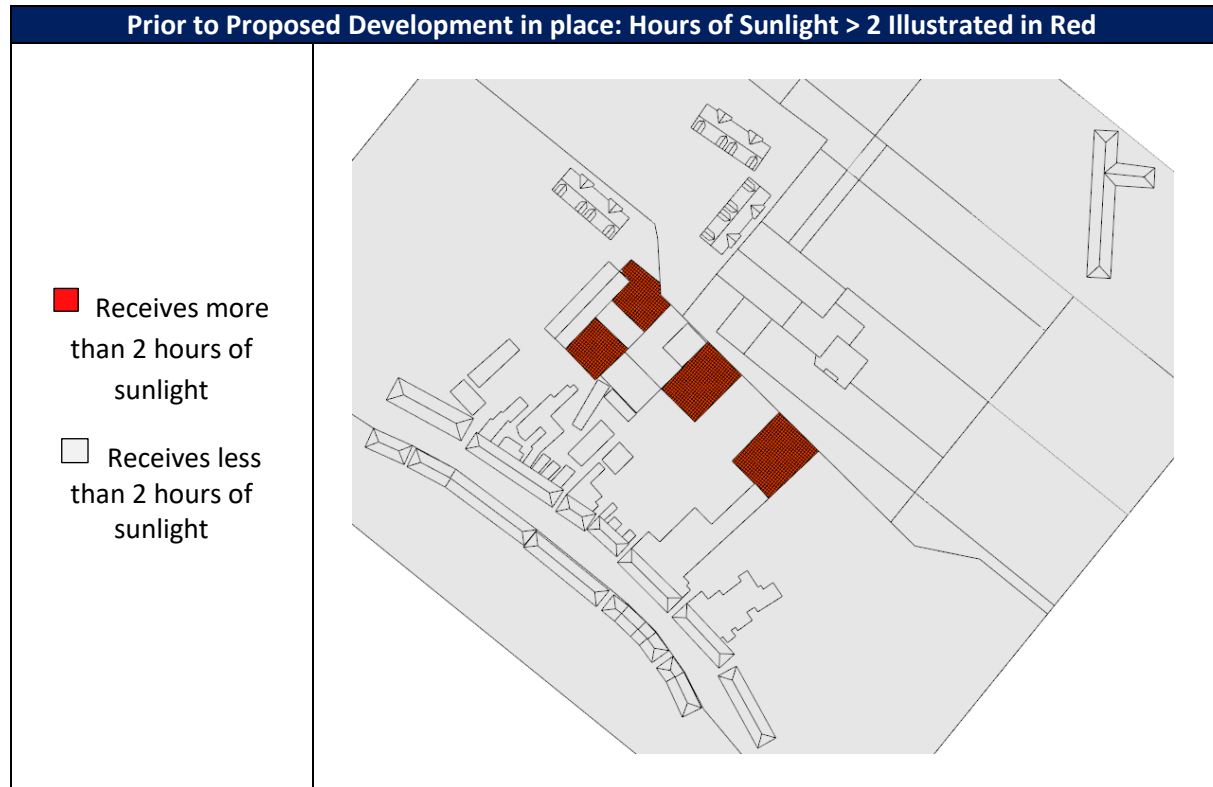 Prior to Proposed Development in place: Hours of Sunlight > 2 Illustrated in Red
Receives more
than 2 hours of
sunlight
Receives less
than 2 hours of
sunlight